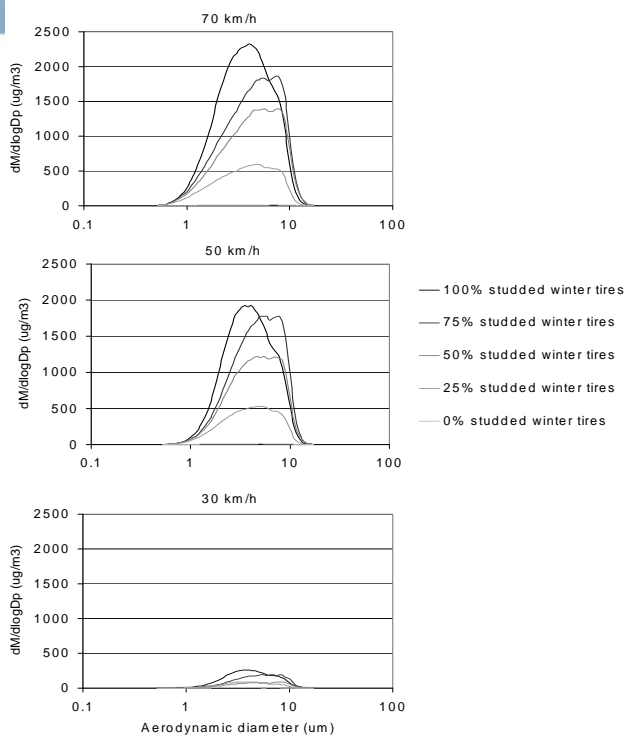 70 km/h
dM/dlogDp (ug/m3)
2500
2000
1500
1000
500
0
0.1 1 10 100
50 km/h
dM/dlogDp (ug/m3)
2500
2000
1500
1000
500
0
0.1 1 10 100
100% studded winter tires
75% studded winter tires
50% studded winter tires
25% studded winter tires
0% studded winter tires
30 km/h
dM/dlogDp (ug/m3)
2500
2000
1500
1000
500
0
0.1 1 10 100
Aerodynamic diameter (um)